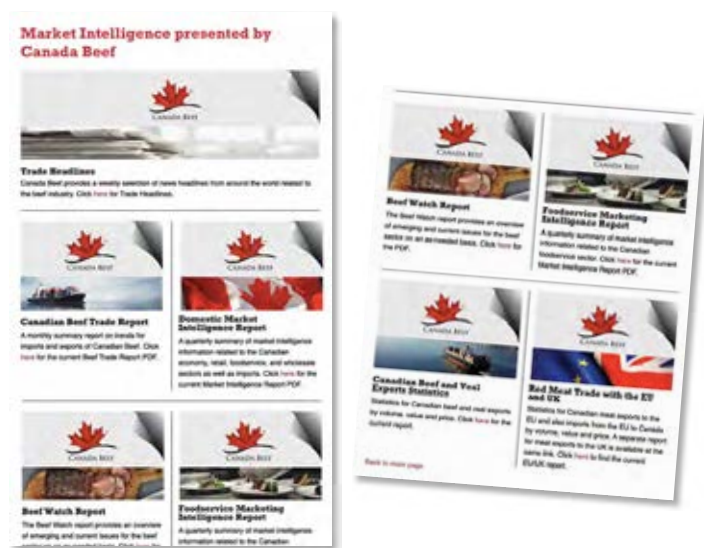 Market Intelligence presented by
Canada Beef
CANADA BEEF
Trade Headlines
Canada Beef provides a weekly selection of news headlines from around the world related to
the beef industry. Click here for Trade Headlines.
CANADA BEEF
Canadian Beef Trade Report
A monthly summary report on trends for
imports and exports of Canadian Beef. Click
here for the current Beef Trade Report PDF.
CANADA BEEF
Domestic Market
Intelligence Report
A quarterly summary of market intelligence
information related to the Canadian
economy, retail, foodservice, and wholesale
sectors as well as imports. Click here for the
current Market Intelligence Report PDF.
CANADA BEEF
Beef Watch Report
The Beef Watch report provides an overview
of emerging and current issues for the beef
CANADA BEEF
Foodservice Marketing
Intelligence Report
A quarterly summary of market intelligence
information related to the Canadian
CANADA BEEF
Beef Watch Report
The Beef Watch report provides an overview
of emerging and current issues for the beef
sector on an as-needed basis. Click here for
the PDF.
CANADA BEEF
Foodservice Marketing
Intelligence Report
A quarterly summary of market intelligence
information related to the Canadian
foodservice sector. Click here for the current
Market Intelligence Report PDF.
CANADA BEEF
Canadian Beef and Veal
Exports Statistics
Statistics for Canadian beef and veal exports
by volume, value and price. Click here for the
current report.
CANADA BEEF
Red Meat Trade with the EU
and UK
Statistics for Canadian meat exports to the
EU and also imports from the EU to Canada
by volume, value and price. A separate report
for meat exports to the UK is available at the
same link. Click here to find the current
EU/UK report.
Back to main page